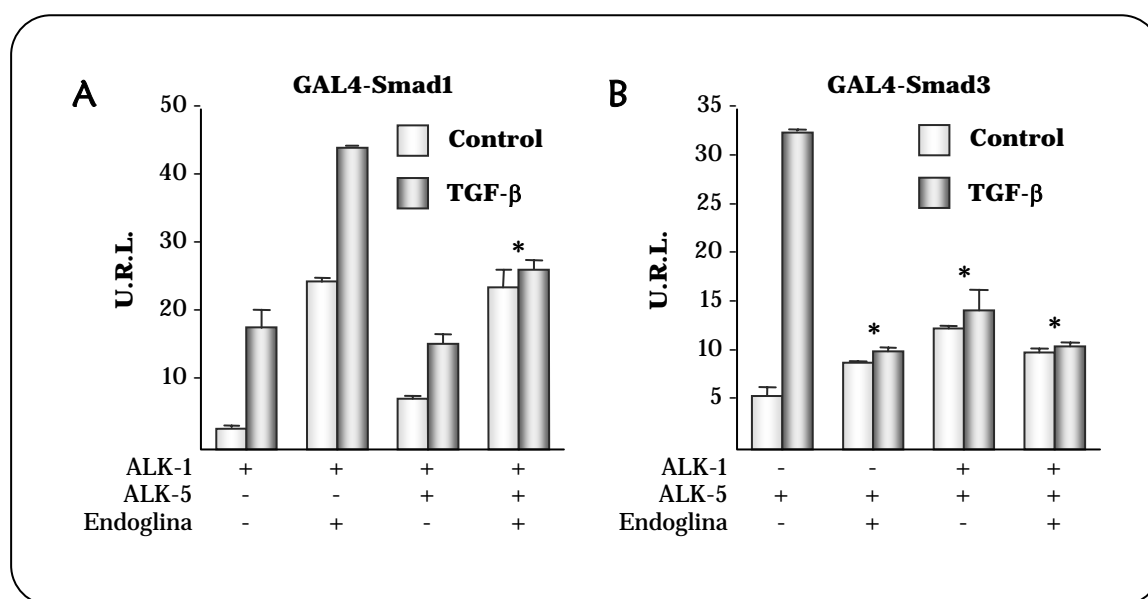 A
GAL4-Smad1
50
40
30
20
10
U.R.L.
Control
TGF-β
*
ALK-1 + + + +
ALK-5 - - + +
Endoglina - + - +
B
GAL4-Smad3
35
30
25
20
15
10
5
U.R.L.
Control
TGF-β
* * *
ALK-1 - - + +
ALK-5 + + + +
Endoglina - + - +